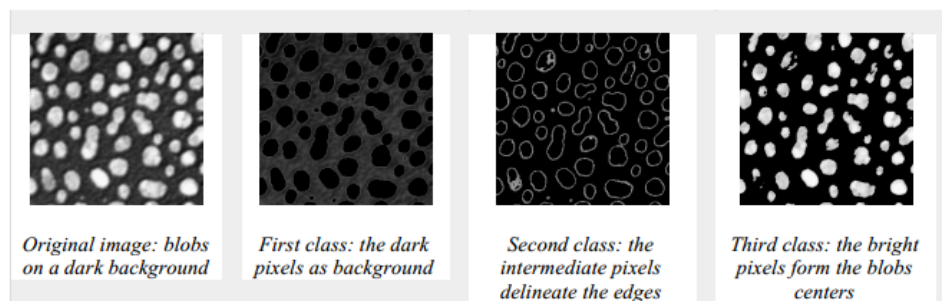 Original image: blobs
on a dark background
First class: the dark
pixels as background
Second class: the
intermediate pixels
delineate the edges
Third class: the bright
pixels form the blobs
centers